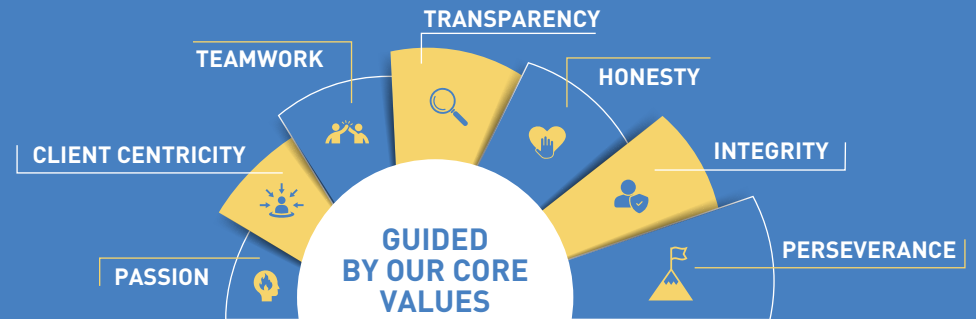 TRANSPARENCY
TEAMWORK
HONESTY
CLIENT CENTRICITY
INTEGRITY
PASSION
PERSEVERANCE
GUIDED
BY OUR CORE
VALUES